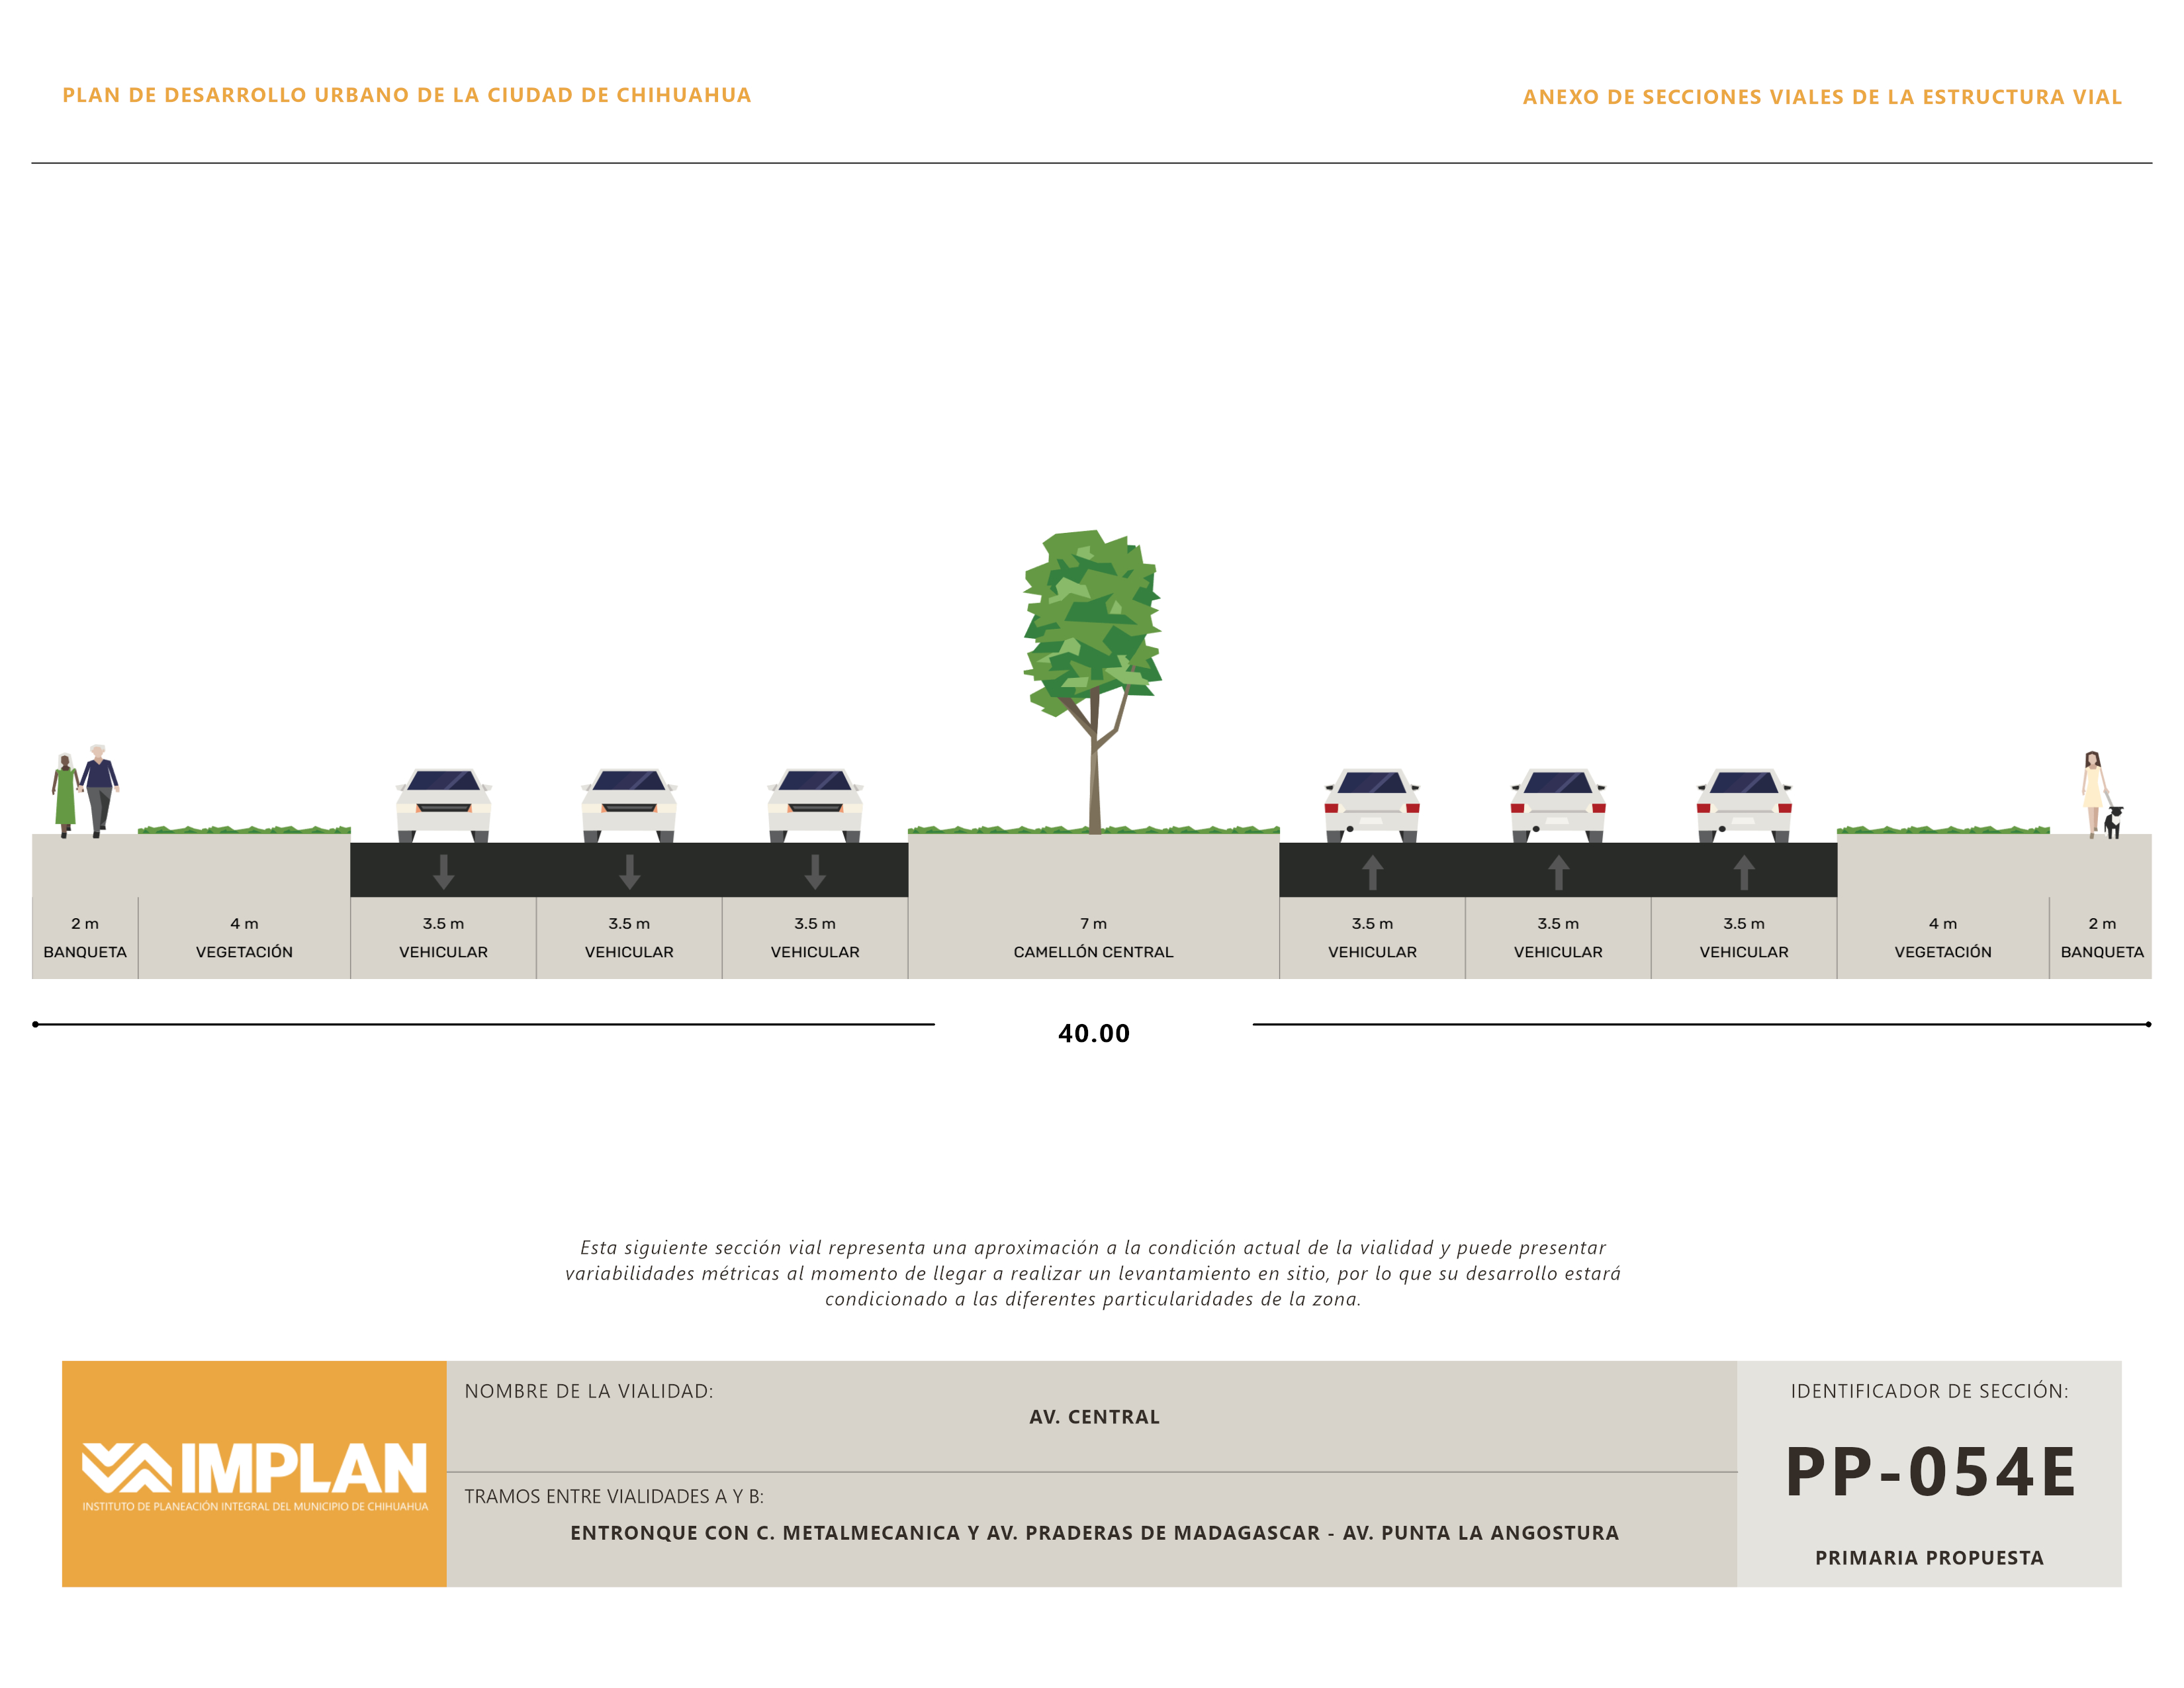 PLAN DE DESARROLLO URBANO DE LA CIUDAD DE CHIHUAHUA
ANEXO DE SECCIONES VIALES DE LA ESTRUCTURA VIAL
2 m
BANQUETA
4 m
VEGETACIÓN
3.5 m
VEHICULAR
3.5 m
VEHICULAR
3.5 m
VEHICULAR
7 m
CAMELLÓN CENTRAL
3.5 m
VEHICULAR
3.5 m
VEHICULAR
3.5 m
VEHICULAR
4 m
VEGETACIÓN
2 m
BANQUETA
40.00
Esta siguiente sección vial representa una aproximación a la condición actual de la vialidad y puede presentar
variabilidades métricas al momento de llegar a realizar un levantamiento en sitio, por lo que su desarrollo estará
condicionado a las diferentes particularidades de la zona.
IMPLAN
INSTITUTO DE PLANEACIÓN INTEGRAL DEL MUNICIPIO DE CHIHUAHUA
NOMBRE DE LA VIALIDAD:
AV. CENTRAL
TRAMOS ENTRE VIALIDADES A Y B:
ENTRONQUE CON C. METALMECANICA Y AV. PRADERAS DE MADAGASCAR - AV. PUNTA LA ANGOSTURA
IDENTIFICADOR DE SECCIÓN:
PP-054E
PRIMARIA PROPUESTA